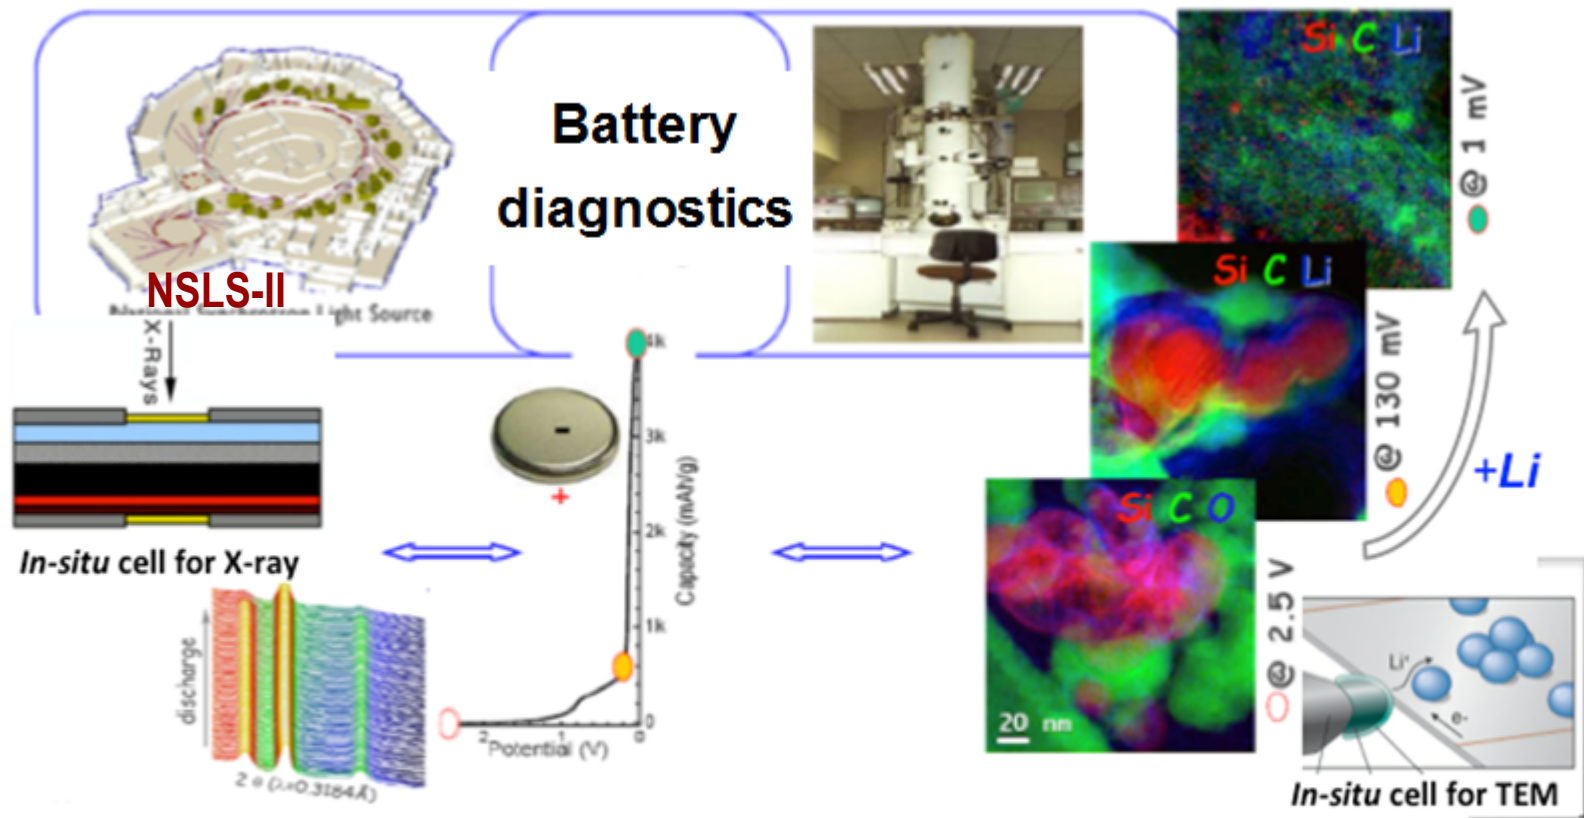 Battery
diagnostics
NSLS-II
National Synchrotron Light Source
X-Rays
In-situ cell for X-ray
discharge
2 θ (λ=0.3184Å)
4k
3k
2k
1k
0
Capacity (mAh/g)
2 1 0
Potential (V)
-
+
Si C Li
@ 1 mV
Si C Li
@ 130 mV
+Li
Si C O
20 nm
@ 2.5 V
Li⁺
e-
In-situ cell for TEM